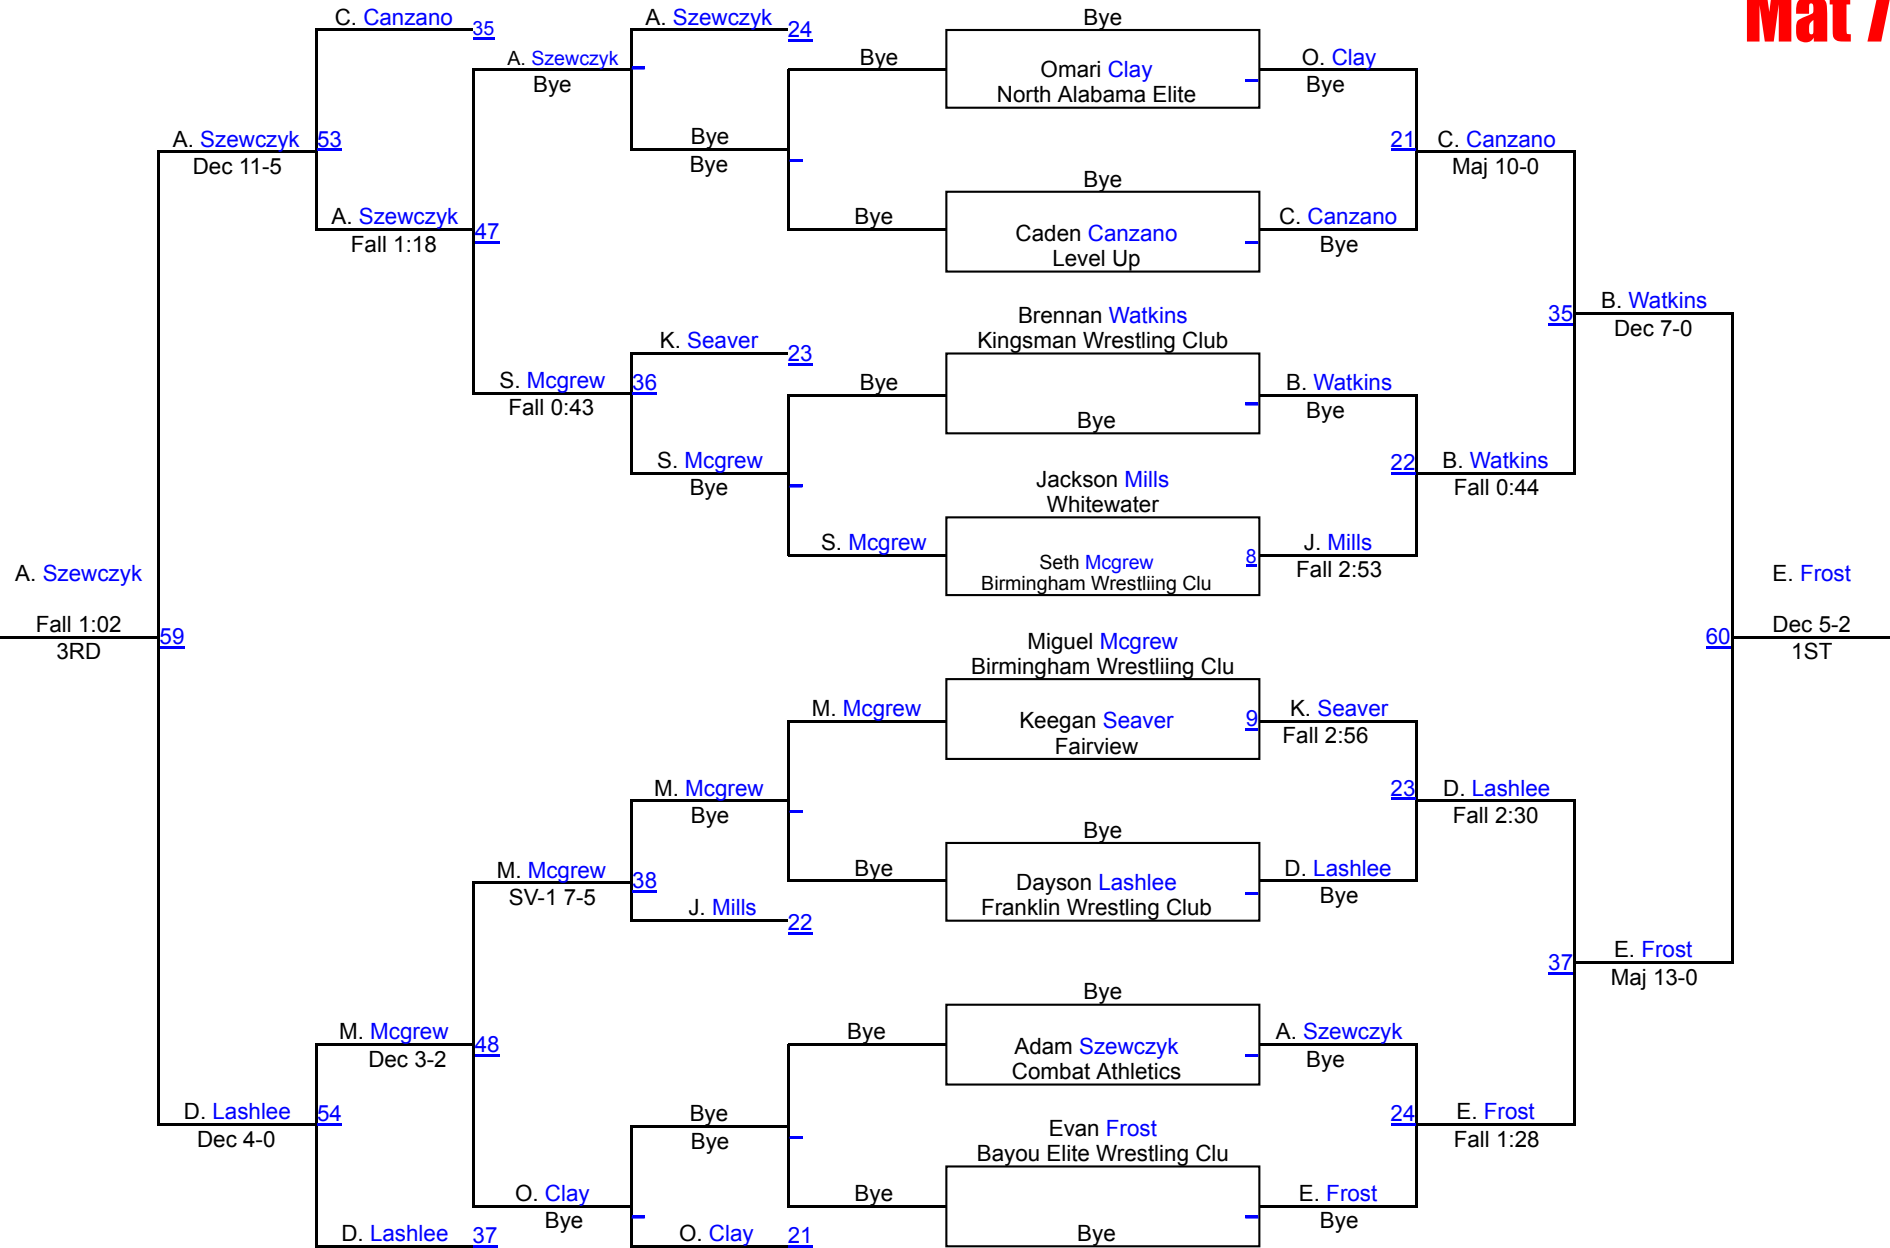 Mat 7
C. Canzano
35
A. Szewczyk
24
Bye
A. Szewczyk
Bye
Bye
Omari Clay
North Alabama Elite
O. Clay
Bye
A. Szewczyk
Dec 11-5
53
Bye
Bye
21
C. Canzano
Maj 10-0
Bye
A. Szewczyk
Fall 1:18
47
Bye
Caden Canzano
Level Up
C. Canzano
Bye
Brennan Watkins
Kingsman Wrestling Club
35
B. Watkins
Dec 7-0
K. Seaver
23
S. Mcgrew
Fall 0:43
36
Bye
Bye
B. Watkins
Bye
S. Mcgrew
Bye
22
B. Watkins
Fall 0:44
Jackson Mills
Whitewater
S. Mcgrew
Seth Mcgrew
Birmingham Wrestliing Clu
8
J. Mills
Fall 2:53
A. Szewczyk
Fall 1:02
3RD
59
E. Frost
60
Dec 5-2
1ST
Miguel Mcgrew
Birmingham Wrestliing Clu
M. Mcgrew
Keegan Seaver
Fairview
9
K. Seaver
Fall 2:56
M. Mcgrew
Bye
23
D. Lashlee
Fall 2:30
Bye
M. Mcgrew
SV-1 7-5
38
Bye
Dayson Lashlee
Franklin Wrestling Club
D. Lashlee
Bye
J. Mills
22
37
E. Frost
Maj 13-0
Bye
M. Mcgrew
Dec 3-2
48
Bye
Adam Szewczyk
Combat Athletics
A. Szewczyk
Bye
D. Lashlee
Dec 4-0
54
Bye
Bye
24
E. Frost
Fall 1:28
Evan Frost
Bayou Elite Wrestling Clu
O. Clay
Bye
Bye
Bye
E. Frost
Bye
D. Lashlee
37
O. Clay
21